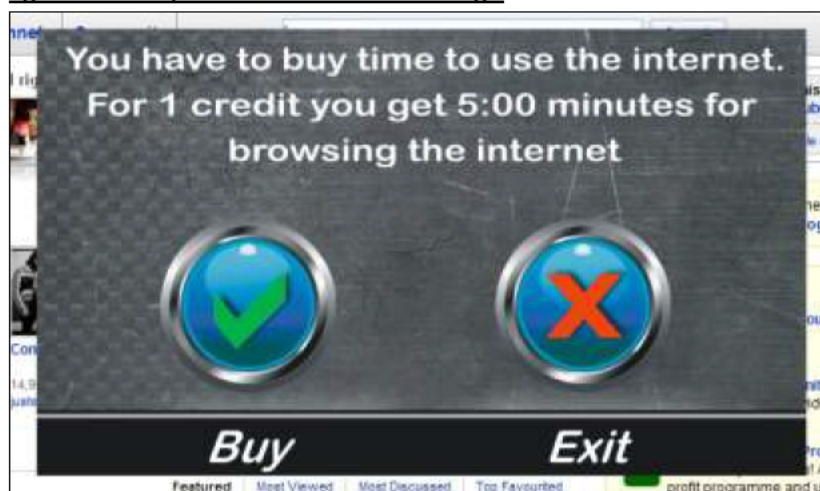 You have to buy time to use the internet.
For 1 credit you get 5:00 minutes for
browsing the internet
Buy Exit
Featured Most Viewed Most Discussed Top Favourited
profit programme and